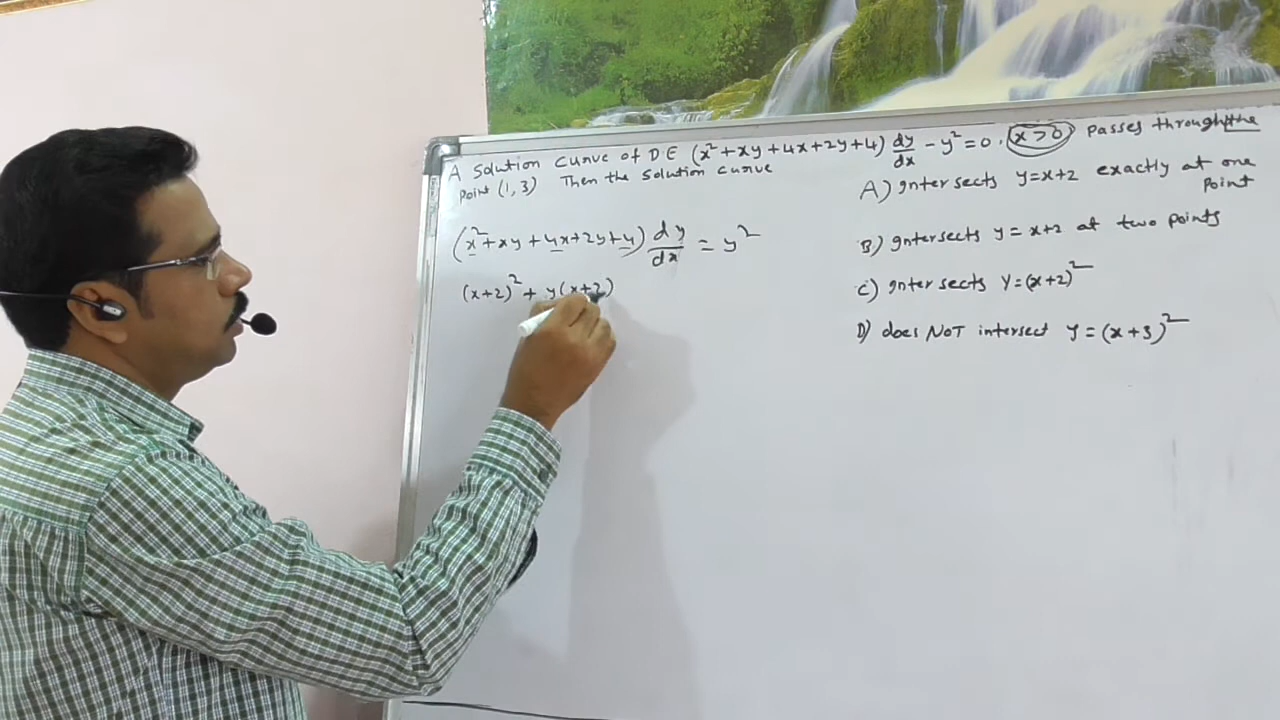 A Solution Curve of D E (x²+xy+4x+2y+4) dy/dx - y²=0, x>0 Passes through the
Point (1,3) Then the Solution curve
A) Intersects y=x+2 exactly at one
Point
B) Intersects y=x+2 at two points
C) Intersects Y=(x+2)²
D) does NOT intersect y=(x+3)²
(x²+xy+4x+2y+4) dy/dx = y²
(x+2)²+ y(x+2)